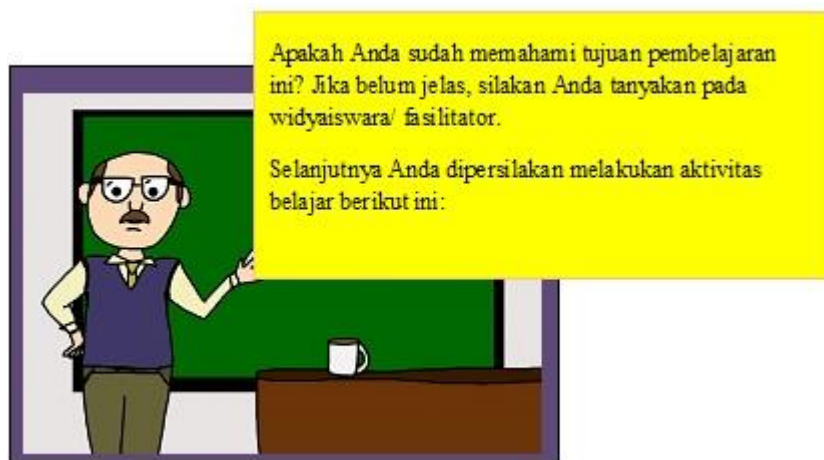 Apakah Anda sudah memahami tujuan pembelajaran
ini? Jika belum jelas, silakan Anda tanyakan pada
widyaiswara/ fasilitator.
Selanjutnya Anda dipersilakan melakukan aktivitas
belajar berikut ini: